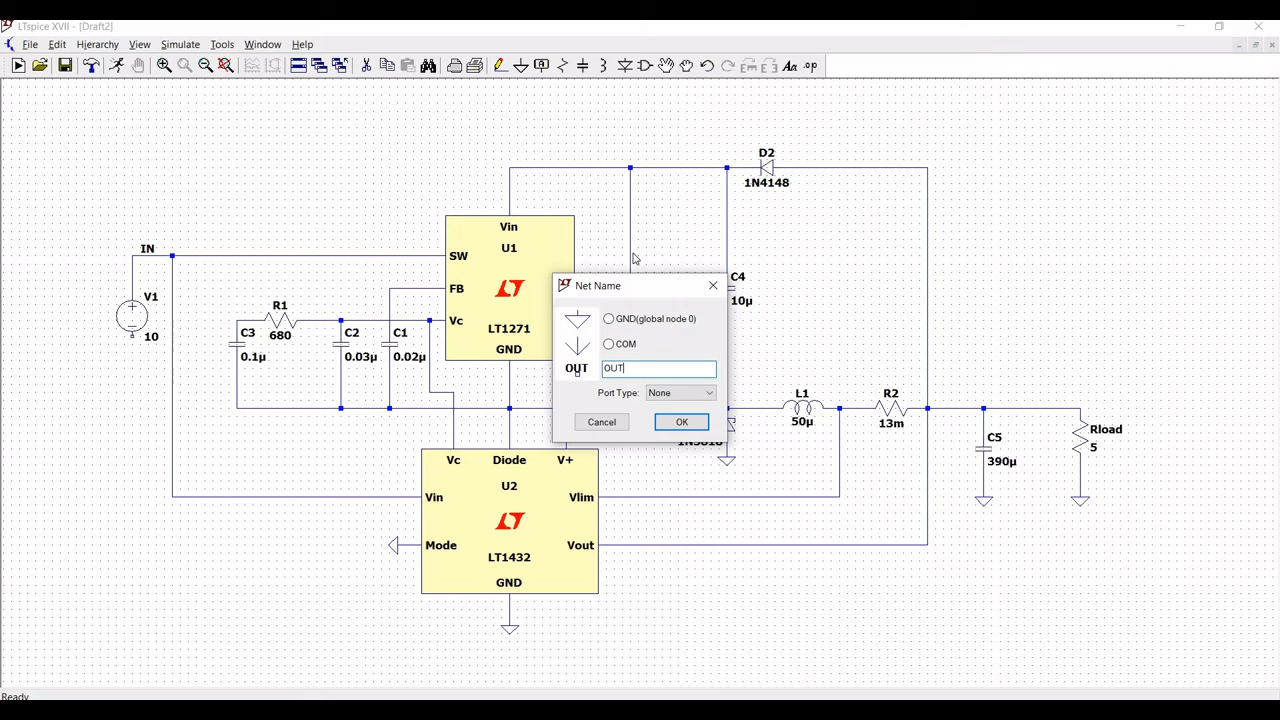 LTspice XVII - [Draft2]
File Edit Hierarchy View Simulate Tools Window Help
Aa .op
D2
1N4148
Vin
U1
SW
FB
Vc
LT1271
GND
IN
V1
10
R1
680
C3
0.1µ
C2
0.03µ
C1
0.02µ
C4
10µ
Net Name
GND(global node 0)
COM
OUT
OUT
Port Type: None
Cancel OK
L1
50µ
R2
13m
C5
390µ
Rload
5
Vc Diode V+
U2
Vin Vlim
Mode Vout
LT1432
GND
Ready